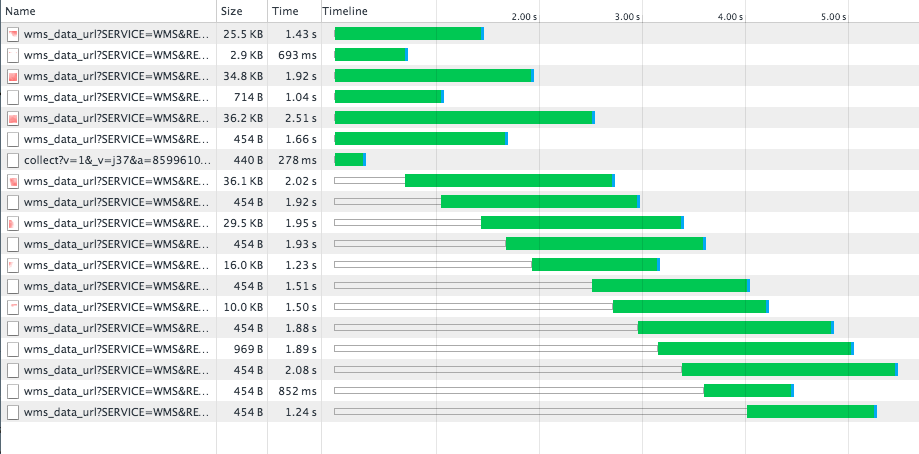 Name Size Time Timeline
2.00 s 3.00 s 4.00 s 5.00 s
wms_data_url?SERVICE=WMS&RE... 25.5 KB 1.43 s
wms_data_url?SERVICE=WMS&RE... 2.9 KB 693 ms
wms_data_url?SERVICE=WMS&RE... 34.8 KB 1.92 s
wms_data_url?SERVICE=WMS&RE... 714 B 1.04 s
wms_data_url?SERVICE=WMS&RE... 36.2 KB 2.51 s
wms_data_url?SERVICE=WMS&RE... 454 B 1.66 s
collect?v=1&_v=j37&a=8599610... 440 B 278 ms
wms_data_url?SERVICE=WMS&RE... 36.1 KB 2.02 s
wms_data_url?SERVICE=WMS&RE... 454 B 1.92 s
wms_data_url?SERVICE=WMS&RE... 29.5 KB 1.95 s
wms_data_url?SERVICE=WMS&RE... 454 B 1.93 s
wms_data_url?SERVICE=WMS&RE... 16.0 KB 1.23 s
wms_data_url?SERVICE=WMS&RE... 454 B 1.51 s
wms_data_url?SERVICE=WMS&RE... 10.0 KB 1.50 s
wms_data_url?SERVICE=WMS&RE... 454 B 1.88 s
wms_data_url?SERVICE=WMS&RE... 969 B 1.89 s
wms_data_url?SERVICE=WMS&RE... 454 B 2.08 s
wms_data_url?SERVICE=WMS&RE... 454 B 852 ms
wms_data_url?SERVICE=WMS&RE... 454 B 1.24 s